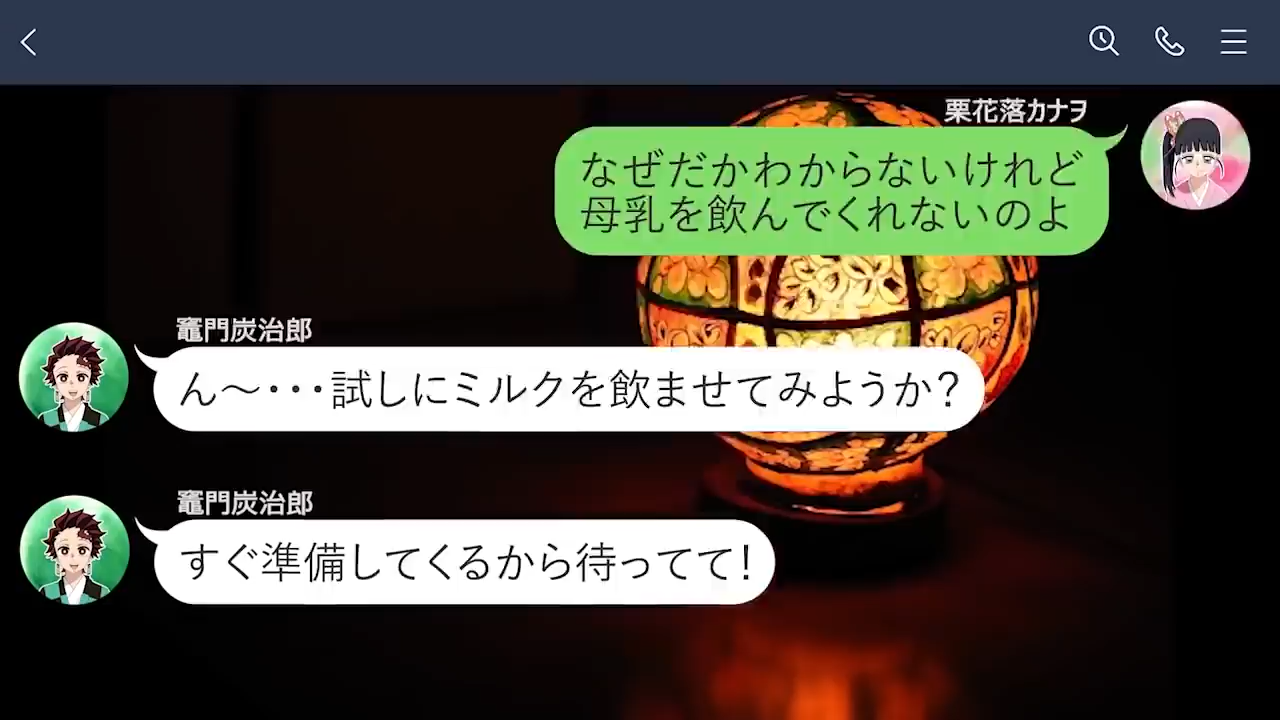 栗花落カナヲ
なぜだかわからないけれど
母乳を飲んでくれないのよ
竈門炭治郎
ん～･･･試しにミルクを飲ませてみようか?
竈門炭治郎
すぐ準備してくるから待ってて!